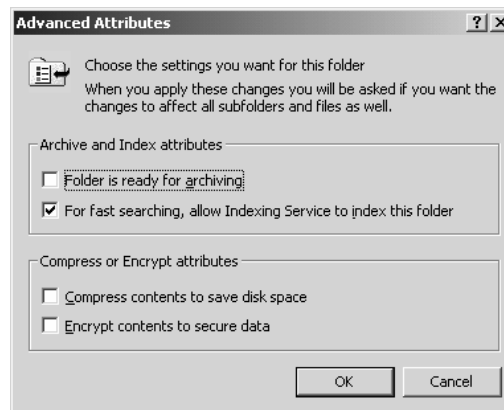 Advanced Attributes
Choose the settings you want for this folder
When you apply these changes you will be asked if you want the
changes to affect all subfolders and files as well.
Archive and Index attributes
Folder is ready for archiving
For fast searching, allow Indexing Service to index this folder
Compress or Encrypt attributes
Compress contents to save disk space
Encrypt contents to secure data
OK Cancel